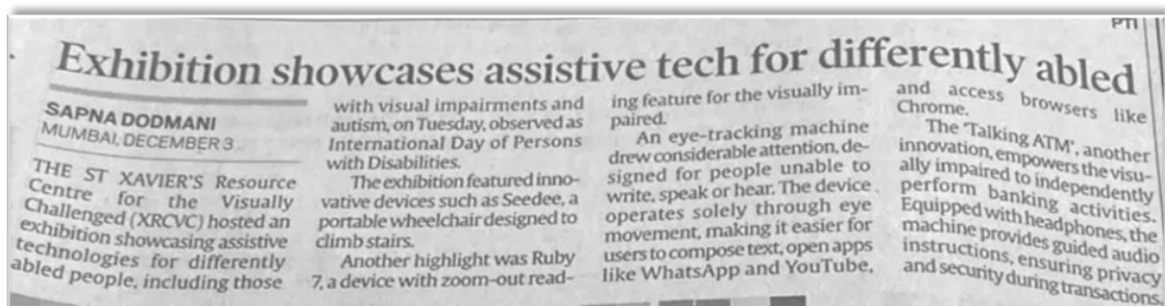 PTI
Exhibition showcases assistive tech for differently abled
SAPNA DODMANI
MUMBAI, DECEMBER 3
THE ST XAVIER'S Resource
Centre for the Visually
Challenged (XRCVC) hosted an
exhibition showcasing assistive
technologies for differently
abled people, including those
with visual impairments and
autism, on Tuesday, observed as
International Day of Persons
with Disabilities.
The exhibition featured inno-
vative devices such as Seedee, a
portable wheelchair designed to
climb stairs.
Another highlight was Ruby
7, a device with zoom-out read-
ing feature for the visually im-
paired.
An eye-tracking machine
drew considerable attention, de-
signed for people unable to
write, speak or hear. The device
operates solely through eye
movement, making it easier for
users to compose text, open apps
like WhatsApp and YouTube,
and access browsers like
Chrome.
The 'Talking ATM', another
innovation, empowers the visu-
ally impaired to independently
perform banking activities.
Equipped with headphones, the
machine provides guided audio
instructions, ensuring privacy
and security during transactions